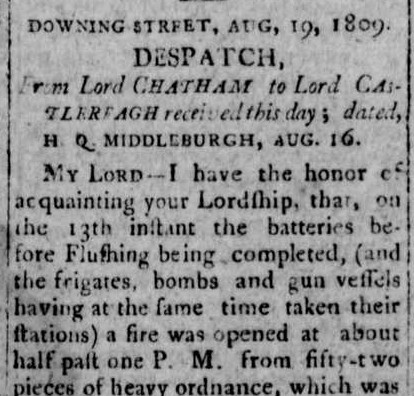 DOWNING STREET, AUG, 19, 1809.
DESPATCH,
From Lord CHATHAM to Lord CAS-
TLEREAGH received this day; dated,
H Q. MIDDLEBURGH, AUG. 16.
MY LORD—I have the honor of
acquainting your Lordſhip, that, on
the 13th inſtant the batteries be-
fore Fluſhing being completed, (and
the frigates, bombs and gun veſſels
having at the ſame time taken their
ſtations) a fire was opened at about
half paſt one P. M. from fifty-two
pieces of heavy ordnance, which was